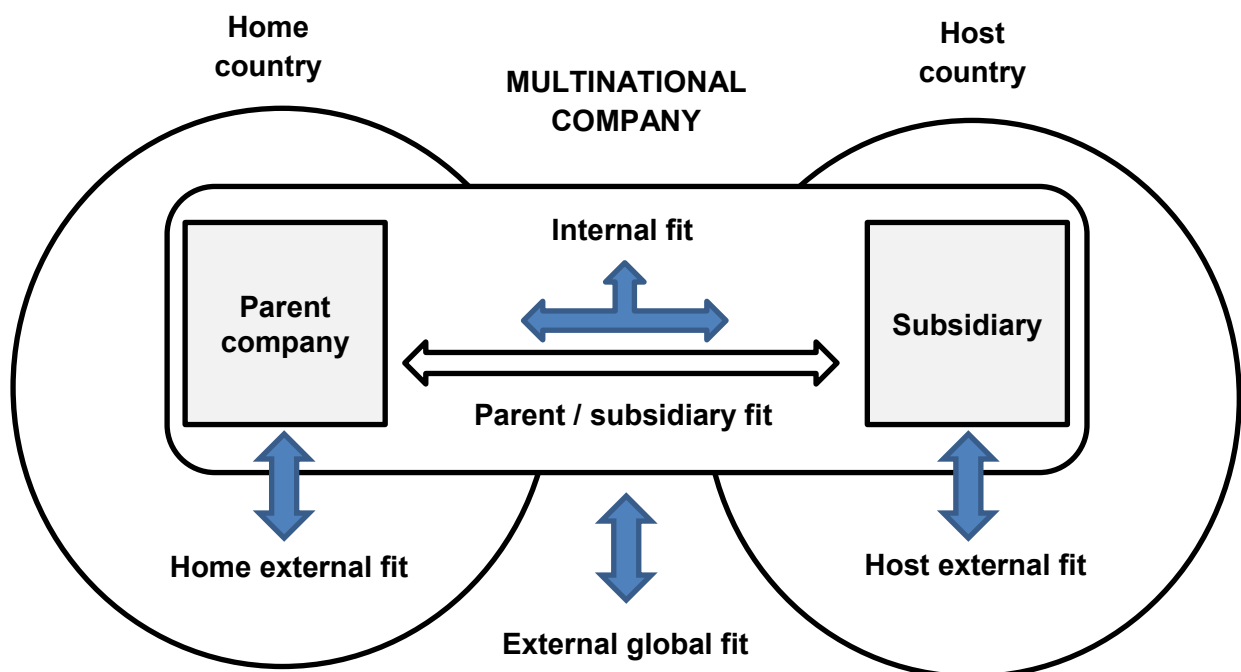 Home
country
Host
country
MULTINATIONAL
COMPANY
Internal fit
Parent
company
Subsidiary
Parent / subsidiary fit
Home external fit
Host external fit
External global fit